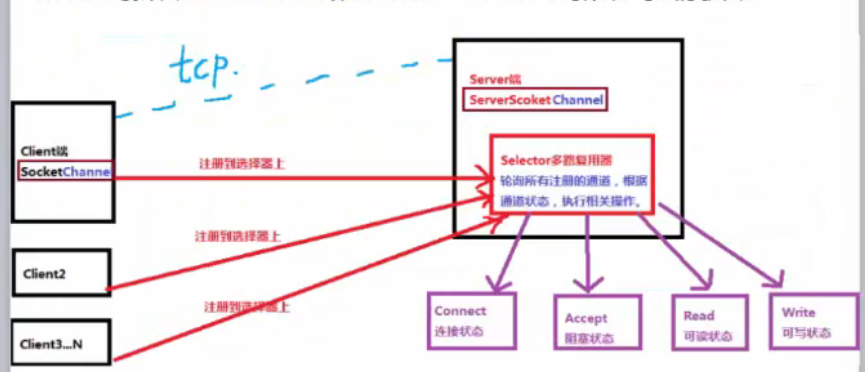 tcp.
Server端
ServerScoketChannel
Client端
SocketChanne
注册到选择器上
Selector多路复用器
轮询所有注册的通道，根据
通道状态，执行相关操作。
注册到选择器上
Client2
注册到选择器上
Client3...N
Connect
连接状态
Accept
阻塞状态
Read
可读状态
Write
可写状态